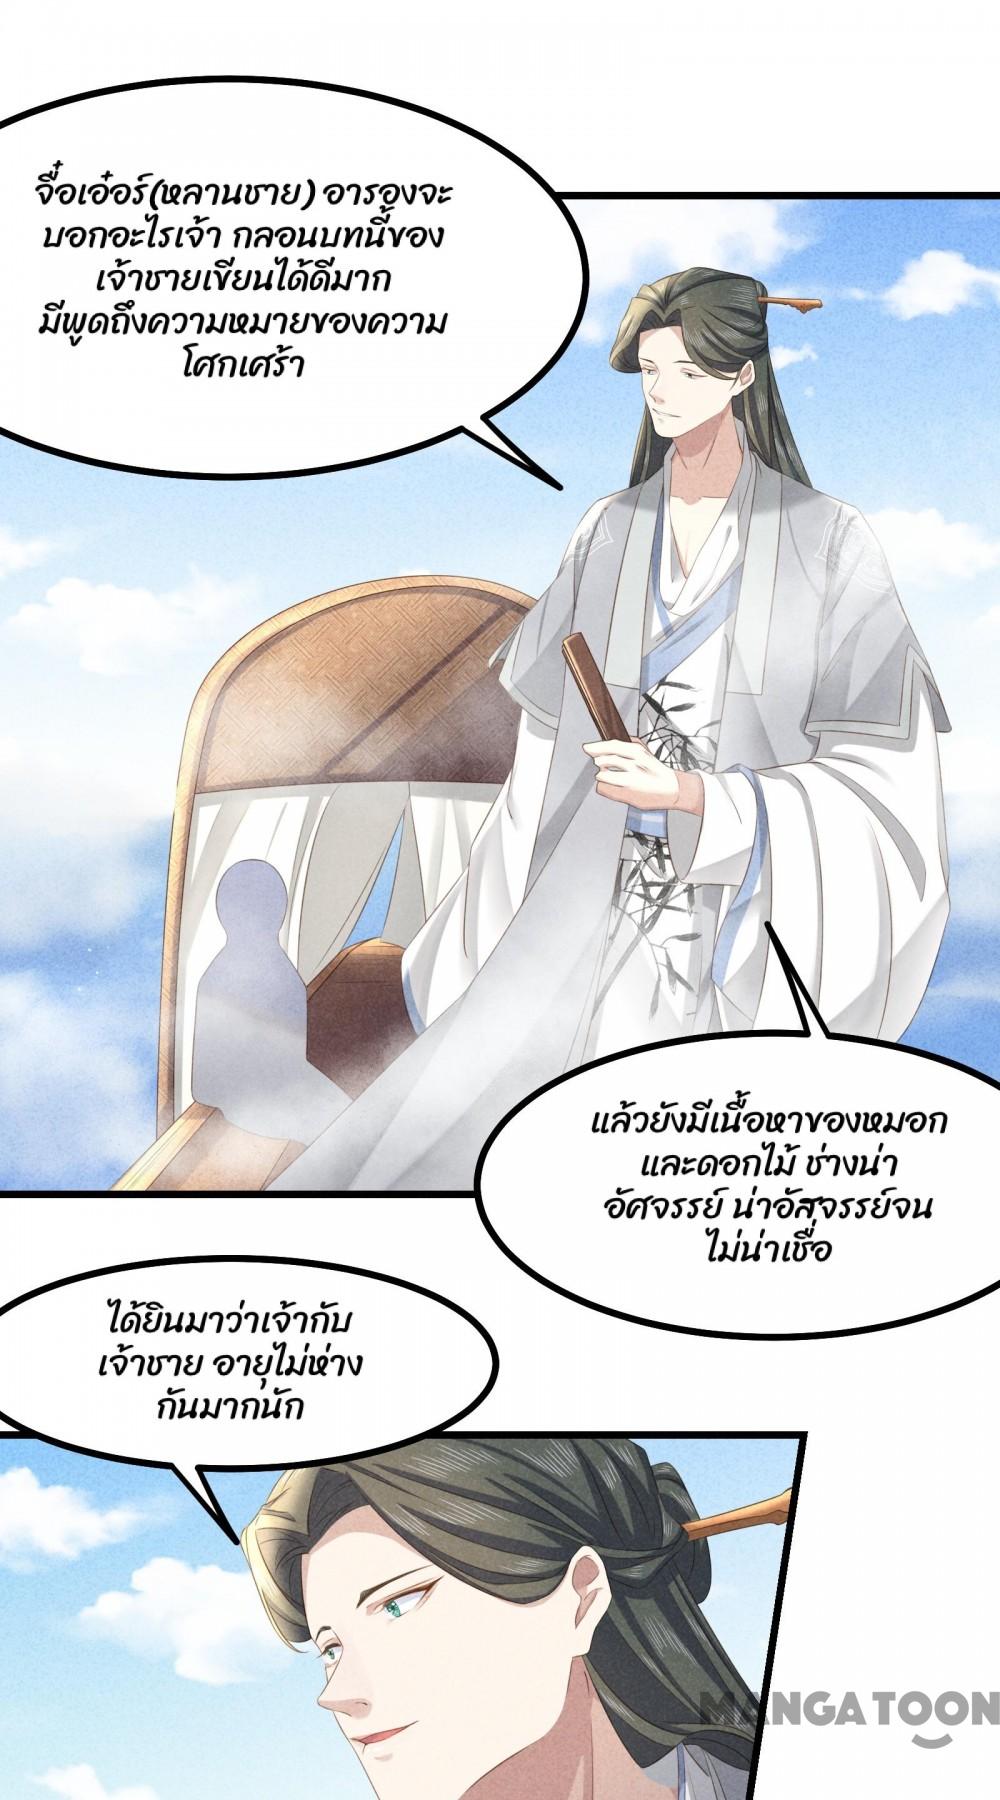 จื่อเอ๋อร์(หลานชาย) อารองจะ
บอกอะไรเจ้า กลอนบทนี้ของ
เจ้าชายเขียนได้ดีมาก
มีพูดถึงความหมายของความ
โศกเศร้า
แล้วยังมีเนื้อหาของหมอก
และดอกไม้ ช่างน่า
อัศจรรย์ น่าอัสจรรย์จน
ไม่น่าเชื่อ
ได้ยินมาว่าเจ้ากับ
เจ้าชาย อายุไม่ห่าง
กันมากนัก
MANGATOON